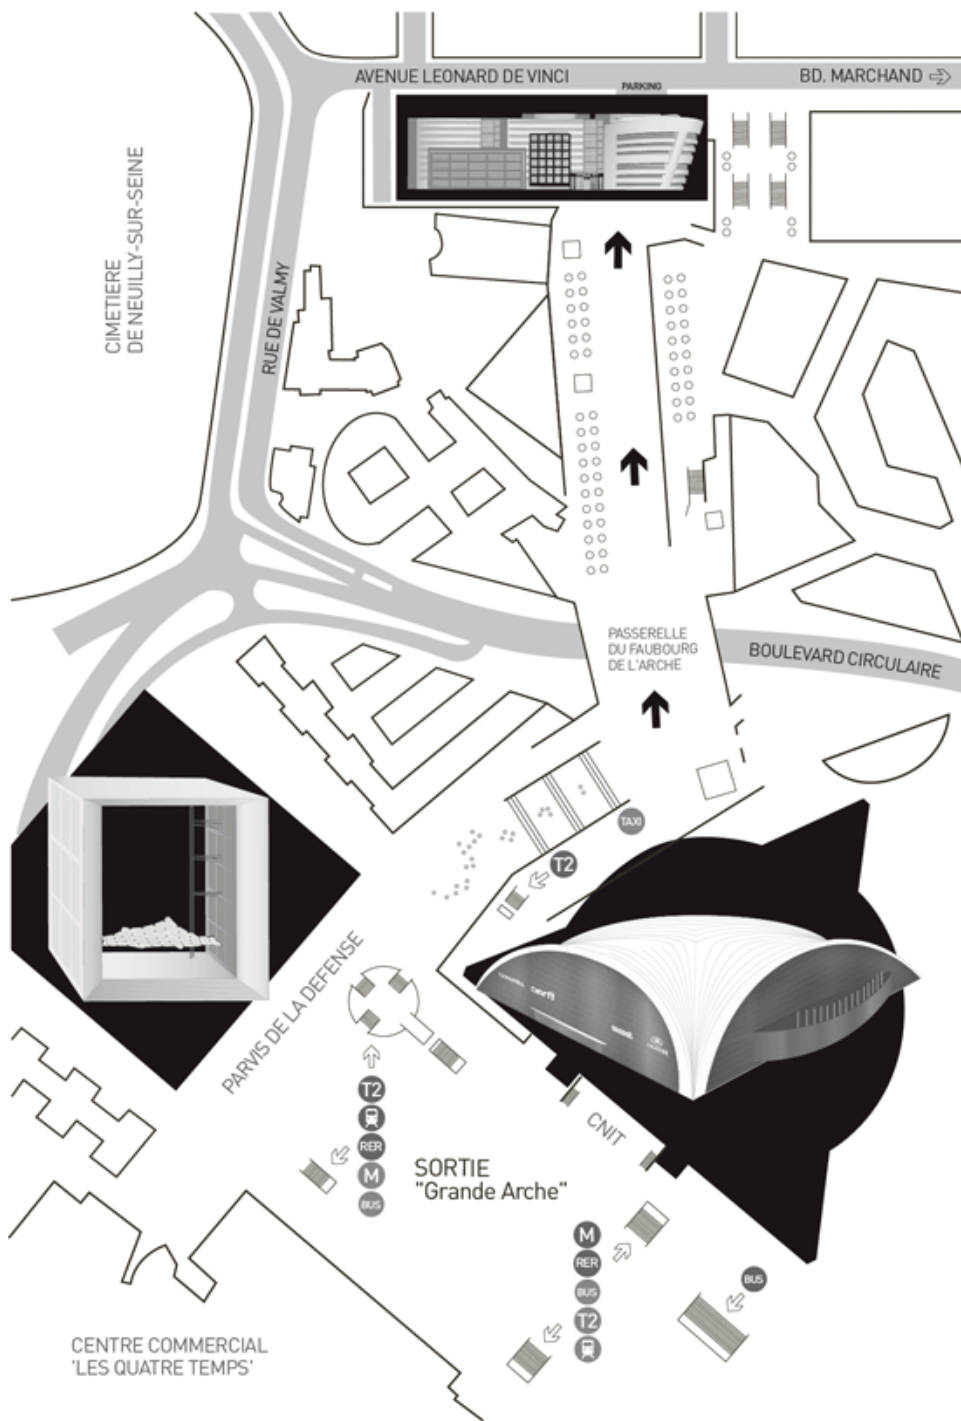 AVENUE LEONARD DE VINCI
BD. MARCHAND
PARKING
CIMETIERE
DE NEUILLY-SUR-SEINE
RUE DE VALMY
PASSERELLE
DU FAUBOURG
DE L'ARCHE
BOULEVARD CIRCULAIRE
TAXI
T2
PARVIS DE LA DEFENSE
T2
RER
M
BUS
SORTIE
"Grande Arche"
CNIT
M
RER
BUS
T2
BUS
CENTRE COMMERCIAL
'LES QUATRE TEMPS'